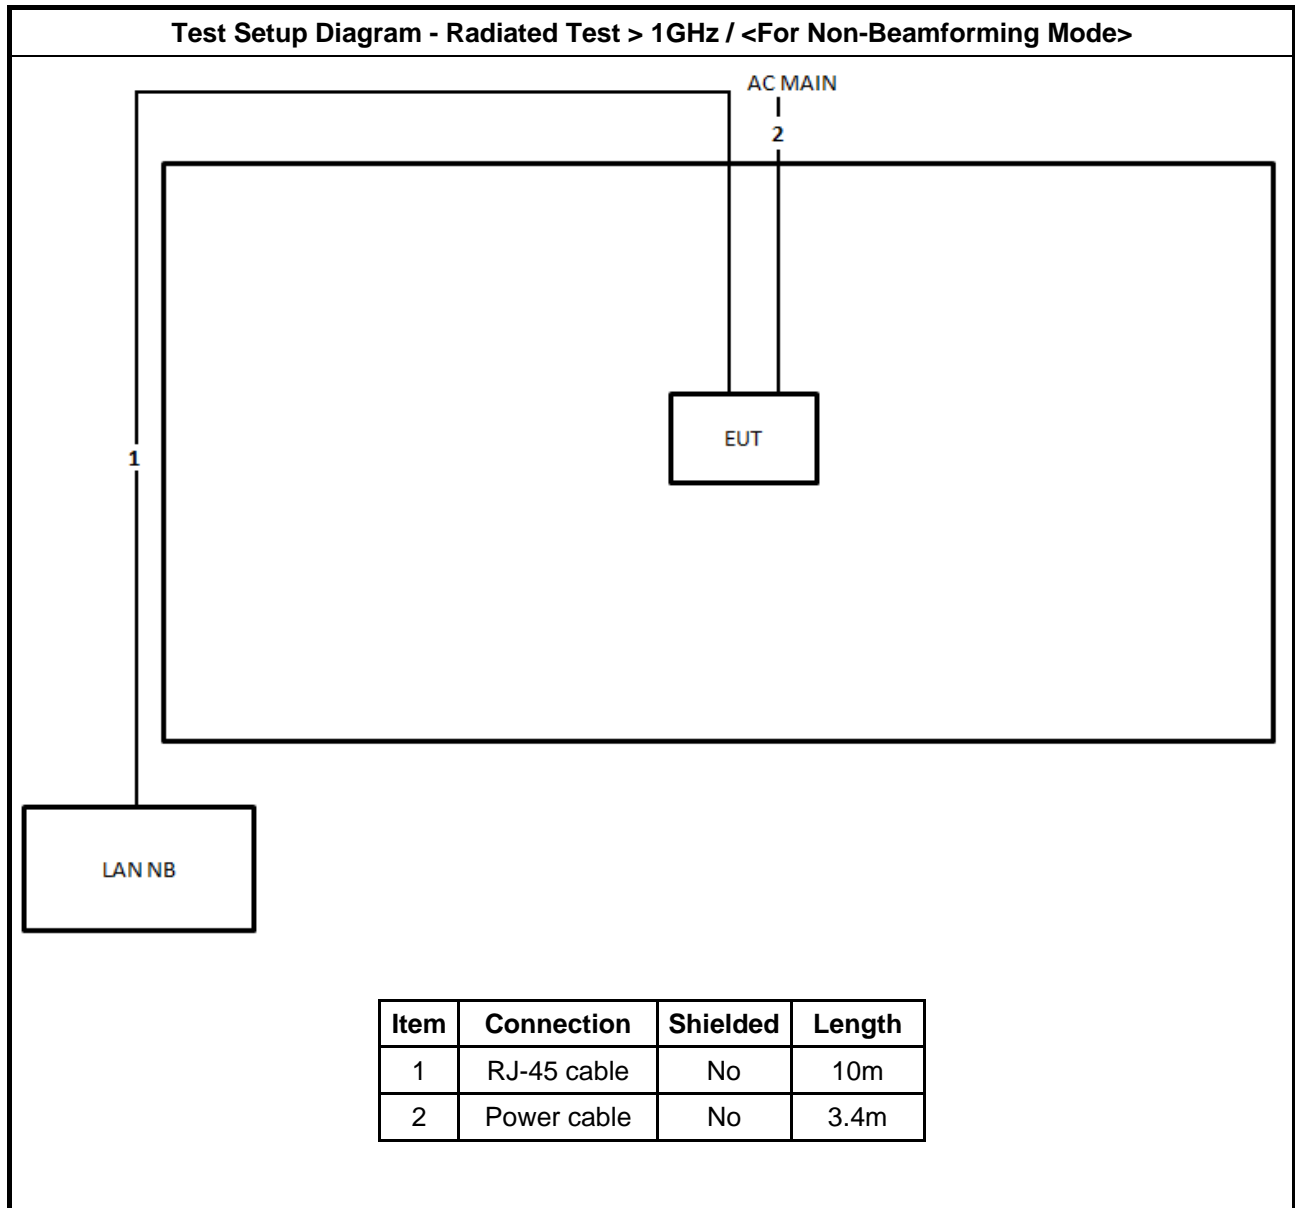 Test Setup Diagram - Radiated Test > 1GHz / <For Non-Beamforming Mode>
AC MAIN
2
EUT
1
LAN NB
Item Connection Shielded Length
1 RJ-45 cable No 10m
2 Power cable No 3.4m